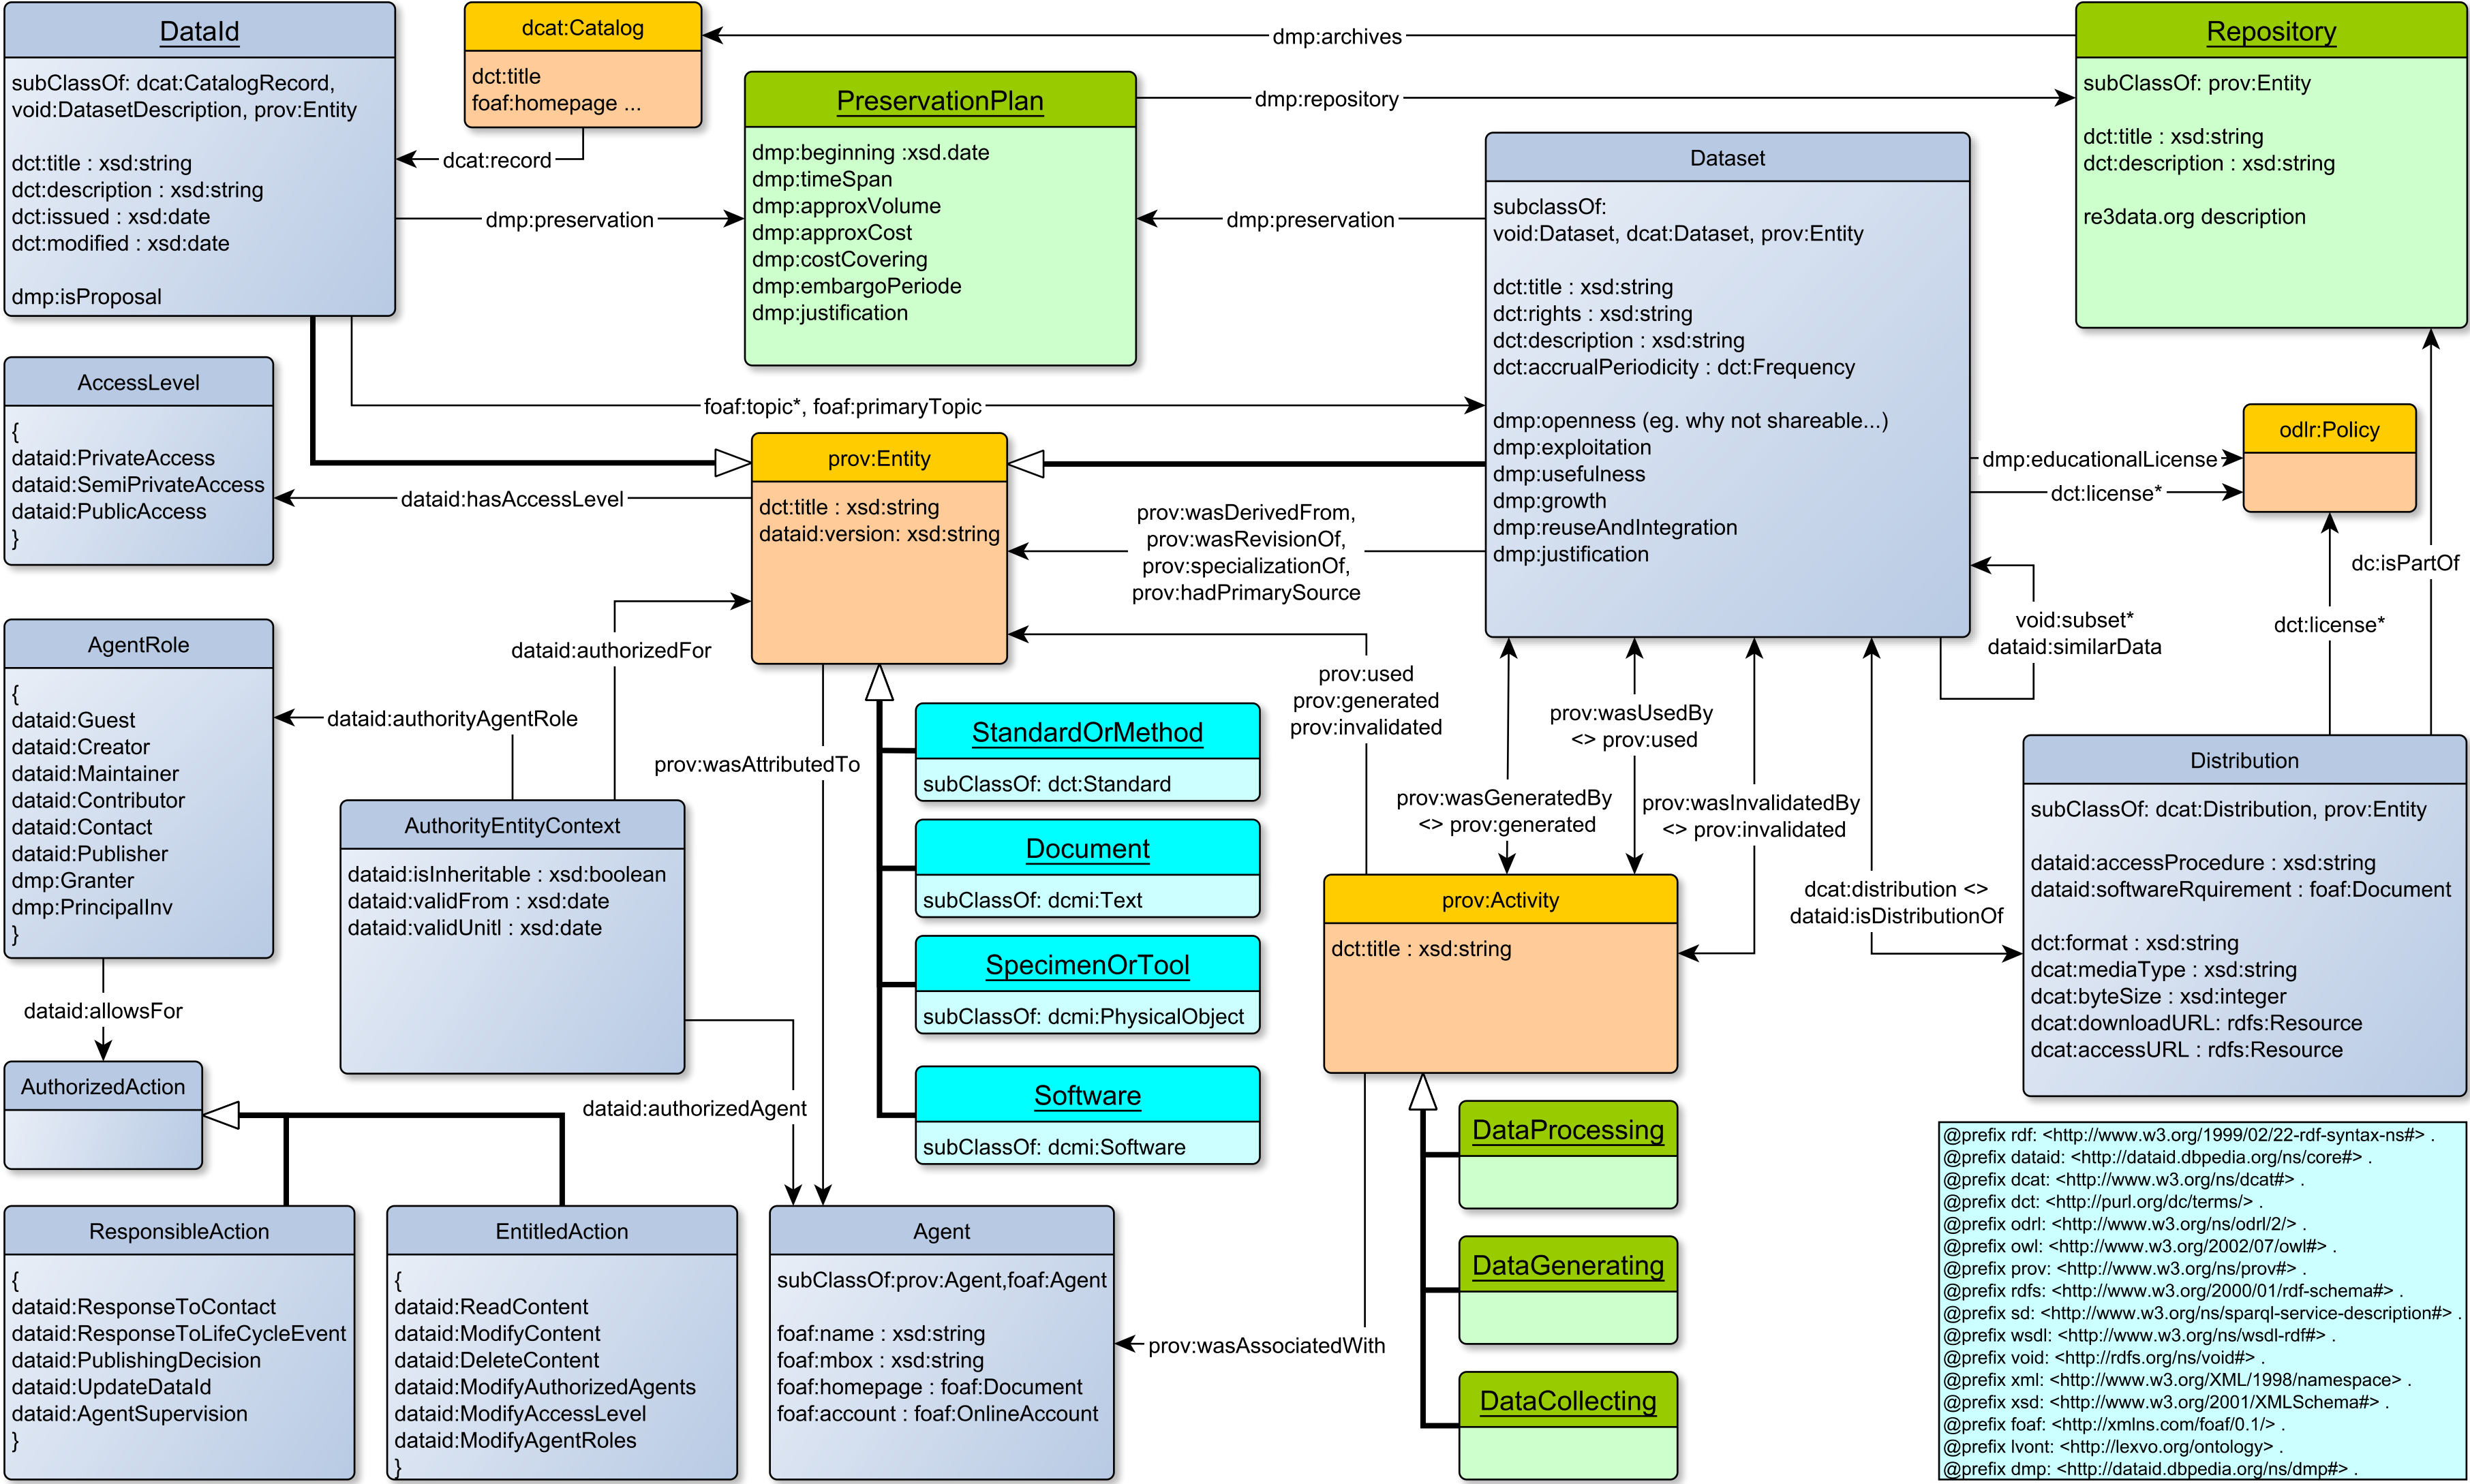 DataId
subClassOf: dcat:CatalogRecord,
void:DatasetDescription, prov:Entity
dct:title : xsd:string
dct:description : xsd:string
dct:issued : xsd:date
dct:modified : xsd:date
dmp:isProposal
dcat:Catalog
dct:title
foaf:homepage ...
dcat:record
dmp:archives
Repository
subClassOf: prov:Entity
dct:title : xsd:string
dct:description : xsd:string
re3data.org description
PreservationPlan
dmp:beginning :xsd.date
dmp:timeSpan
dmp:approxVolume
dmp:approxCost
dmp:costCovering
dmp:embargoPeriode
dmp:justification
dmp:repository
dmp:preservation
dmp:preservation
Dataset
subclassOf:
void:Dataset, dcat:Dataset, prov:Entity
dct:title : xsd:string
dct:rights : xsd:string
dct:description : xsd:string
dct:accrualPeriodicity : dct:Frequency
dmp:openness (eg. why not shareable...)
dmp:exploitation
dmp:usefulness
dmp:growth
dmp:reuseAndIntegration
dmp:justification
foaf:topic*, foaf:primaryTopic
AccessLevel
{
dataid:PrivateAccess
dataid:SemiPrivateAccess
dataid:PublicAccess
}
dataid:hasAccessLevel
prov:Entity
dct:title : xsd:string
dataid:version: xsd:string
prov:wasDerivedFrom,
prov:wasRevisionOf,
prov:specializationOf,
prov:hadPrimarySource
odlr:Policy
dmp:educationalLicense
dct:license*
dc:isPartOf
dct:license*
void:subset*
dataid:similarData
AgentRole
{
dataid:Guest
dataid:Creator
dataid:Maintainer
dataid:Contributor
dataid:Contact
dataid:Publisher
dmp:Granter
dmp:PrincipalInv
}
dataid:authorizedFor
dataid:authorityAgentRole
prov:wasAttributedTo
AuthorityEntityContext
dataid:isInheritable : xsd:boolean
dataid:validFrom : xsd:date
dataid:validUnitl : xsd:date
StandardOrMethod
subClassOf: dct:Standard
Document
subClassOf: dcmi:Text
SpecimenOrTool
subClassOf: dcmi:PhysicalObject
Software
subClassOf: dcmi:Software
prov:used
prov:generated
prov:invalidated
prov:wasGeneratedBy
<> prov:generated
prov:wasUsedBy
<> prov:used
prov:wasInvalidatedBy
<> prov:invalidated
dcat:distribution <>
dataid:isDistributionOf
prov:Activity
dct:title : xsd:string
Distribution
subClassOf: dcat:Distribution, prov:Entity
dataid:accessProcedure : xsd:string
dataid:softwareRquirement : foaf:Document
dct:format : xsd:string
dcat:mediaType : xsd:string
dcat:byteSize : xsd:integer
dcat:downloadURL: rdfs:Resource
dcat:accessURL : rdfs:Resource
dataid:allowsFor
AuthorizedAction
dataid:authorizedAgent
ResponsibleAction
{
dataid:ResponseToContact
dataid:ResponseToLifeCycleEvent
dataid:PublishingDecision
dataid:UpdateDataId
dataid:AgentSupervision
}
EntitledAction
{
dataid:ReadContent
dataid:ModifyContent
dataid:DeleteContent
dataid:ModifyAuthorizedAgents
dataid:ModifyAccessLevel
dataid:ModifyAgentRoles
}
Agent
subClassOf:prov:Agent,foaf:Agent
foaf:name : xsd:string
foaf:mbox : xsd:string
foaf:homepage : foaf:Document
foaf:account : foaf:OnlineAccount
prov:wasAssociatedWith
DataProcessing
DataGenerating
DataCollecting
@prefix rdf: <http://www.w3.org/1999/02/22-rdf-syntax-ns#> .
@prefix dataid: <http://dataid.dbpedia.org/ns/core#> .
@prefix dcat: <http://www.w3.org/ns/dcat#> .
@prefix dct: <http://purl.org/dc/terms/> .
@prefix odrl: <http://www.w3.org/ns/odrl/2/> .
@prefix owl: <http://www.w3.org/2002/07/owl#> .
@prefix prov: <http://www.w3.org/ns/prov#> .
@prefix rdfs: <http://www.w3.org/2000/01/rdf-schema#> .
@prefix sd: <http://www.w3.org/ns/sparql-service-description#> .
@prefix wsdl: <http://www.w3.org/ns/wsdl-rdf#> .
@prefix void: <http://rdfs.org/ns/void#> .
@prefix xml: <http://www.w3.org/XML/1998/namespace> .
@prefix xsd: <http://www.w3.org/2001/XMLSchema#> .
@prefix foaf: <http://xmlns.com/foaf/0.1/> .
@prefix lvont: <http://lexvo.org/ontology> .
@prefix dmp: <http://dataid.dbpedia.org/ns/dmp#> .